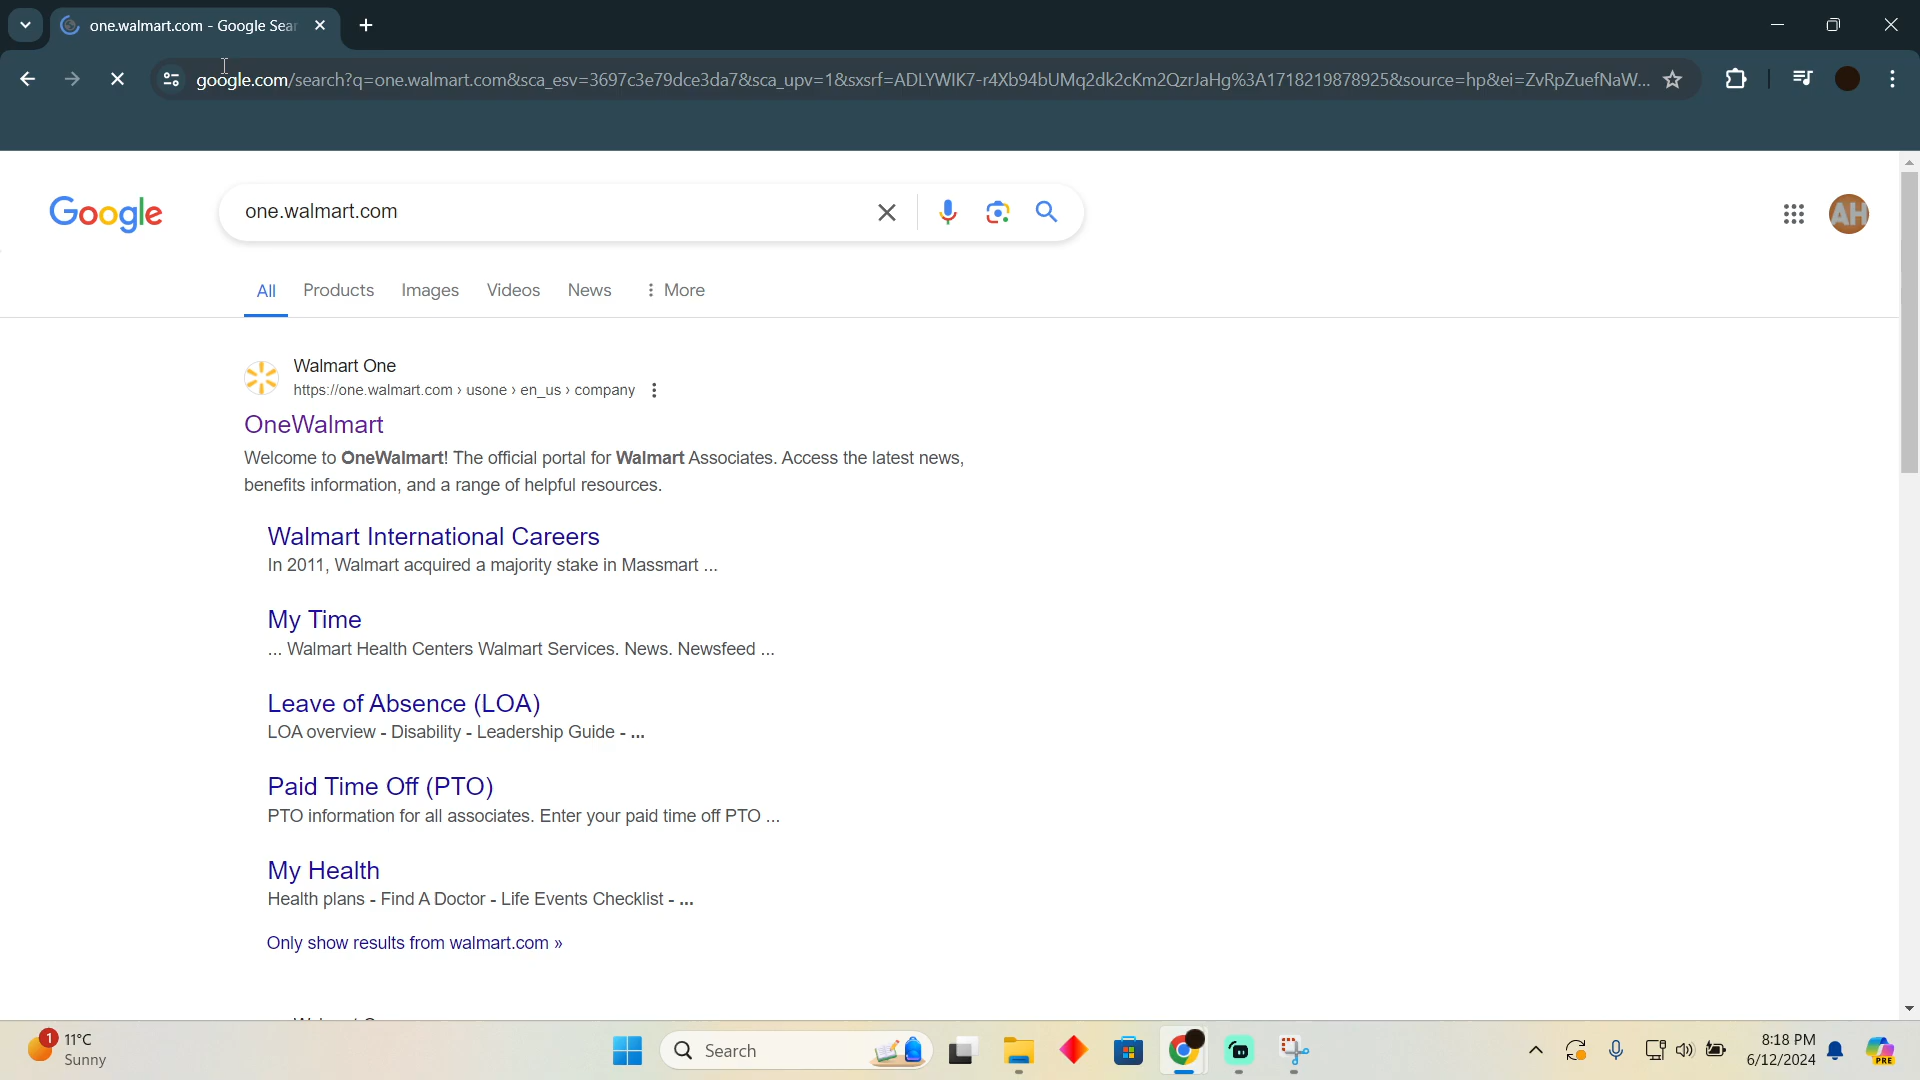 one.walmart.com - Google Sear
google.com/search?q=one.walmart.com&sca_esv=3697c3e79dce3da7&sca_upv=1&sxsrf=ADLYWIK7-r4Xb94bUMq2dk2cKm2QzrJaHg%3A1718219878925&source=hp&ei=ZvRpZuefNaW...
Google
one.walmart.com
AH
All Products Images Videos News More
Walmart One
https://one.walmart.com › usone › en_us › company
OneWalmart
Welcome to OneWalmart! The official portal for Walmart Associates. Access the latest news,
benefits information, and a range of helpful resources.
Walmart International Careers
In 2011, Walmart acquired a majority stake in Massmart ...
My Time
... Walmart Health Centers Walmart Services. News. Newsfeed ...
Leave of Absence (LOA)
LOA overview - Disability - Leadership Guide - ...
Paid Time Off (PTO)
PTO information for all associates. Enter your paid time off PTO ...
My Health
Health plans - Find A Doctor - Life Events Checklist - ...
Only show results from walmart.com »
1
11°C
Sunny
Search
8:18 PM
6/12/2024
PRE